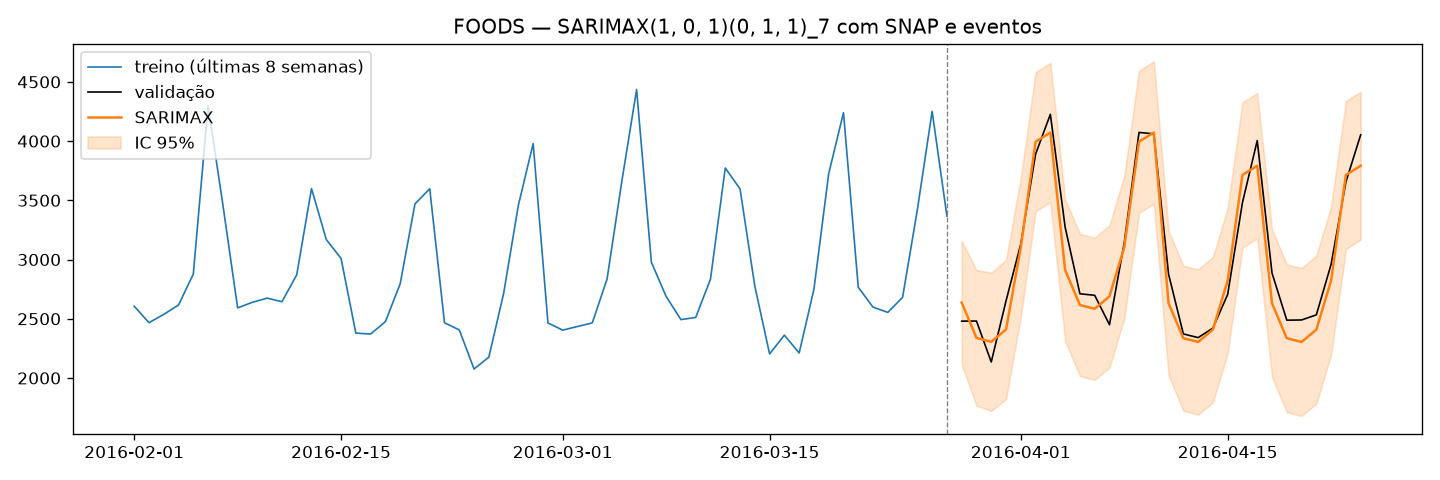 FOODS — SARIMAX(1, 0, 1)(0, 1, 1)_7 com SNAP e eventos
treino (últimas 8 semanas)
validação
SARIMAX
IC 95%
4500
4000
3500
3000
2500
2000
2016-02-01
2016-02-15
2016-03-01
2016-03-15
2016-04-01
2016-04-15